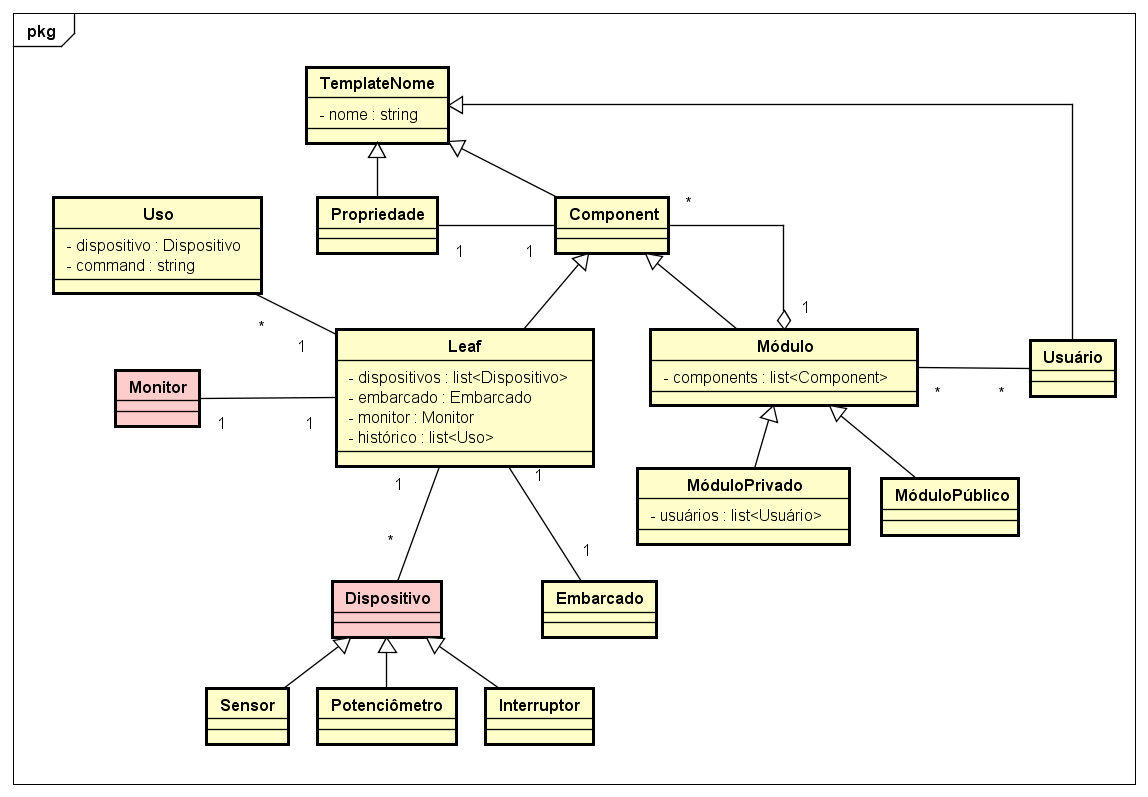 pkg
TemplateNome
- nome : string
Uso
- dispositivo : Dispositivo
- command : string
Propriedade
Component
*
1
1
*
1
1
Leaf
- dispositivos : list<Dispositivo>
- embarcado : Embarcado
- monitor : Monitor
- histórico : list<Uso>
Módulo
- components : list<Component>
Usuário
Monitor
1
1
*
*
MóduloPrivado
- usuários : list<Usuário>
MóduloPúblico
1
1
*
1
Dispositivo
Embarcado
Sensor
Potenciômetro
Interruptor